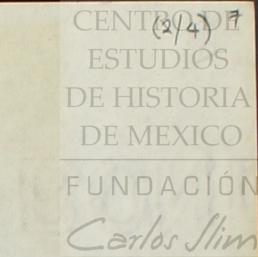 (2/4) 7
CENTRO DE
ESTUDIOS
DE HISTORIA
DE MEXICO
FUNDACIÓN
Carlos Slim